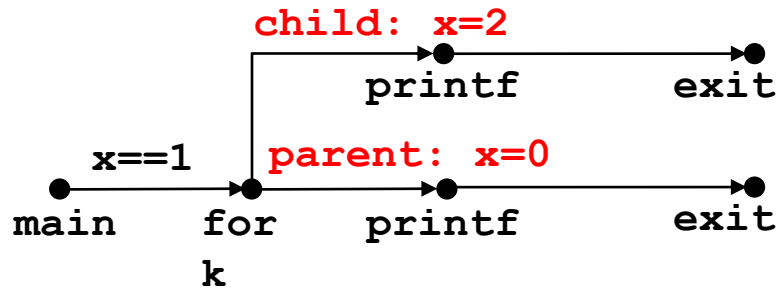 child: x=2
printf exit
x==1 parent: x=0
main for printf exit
k